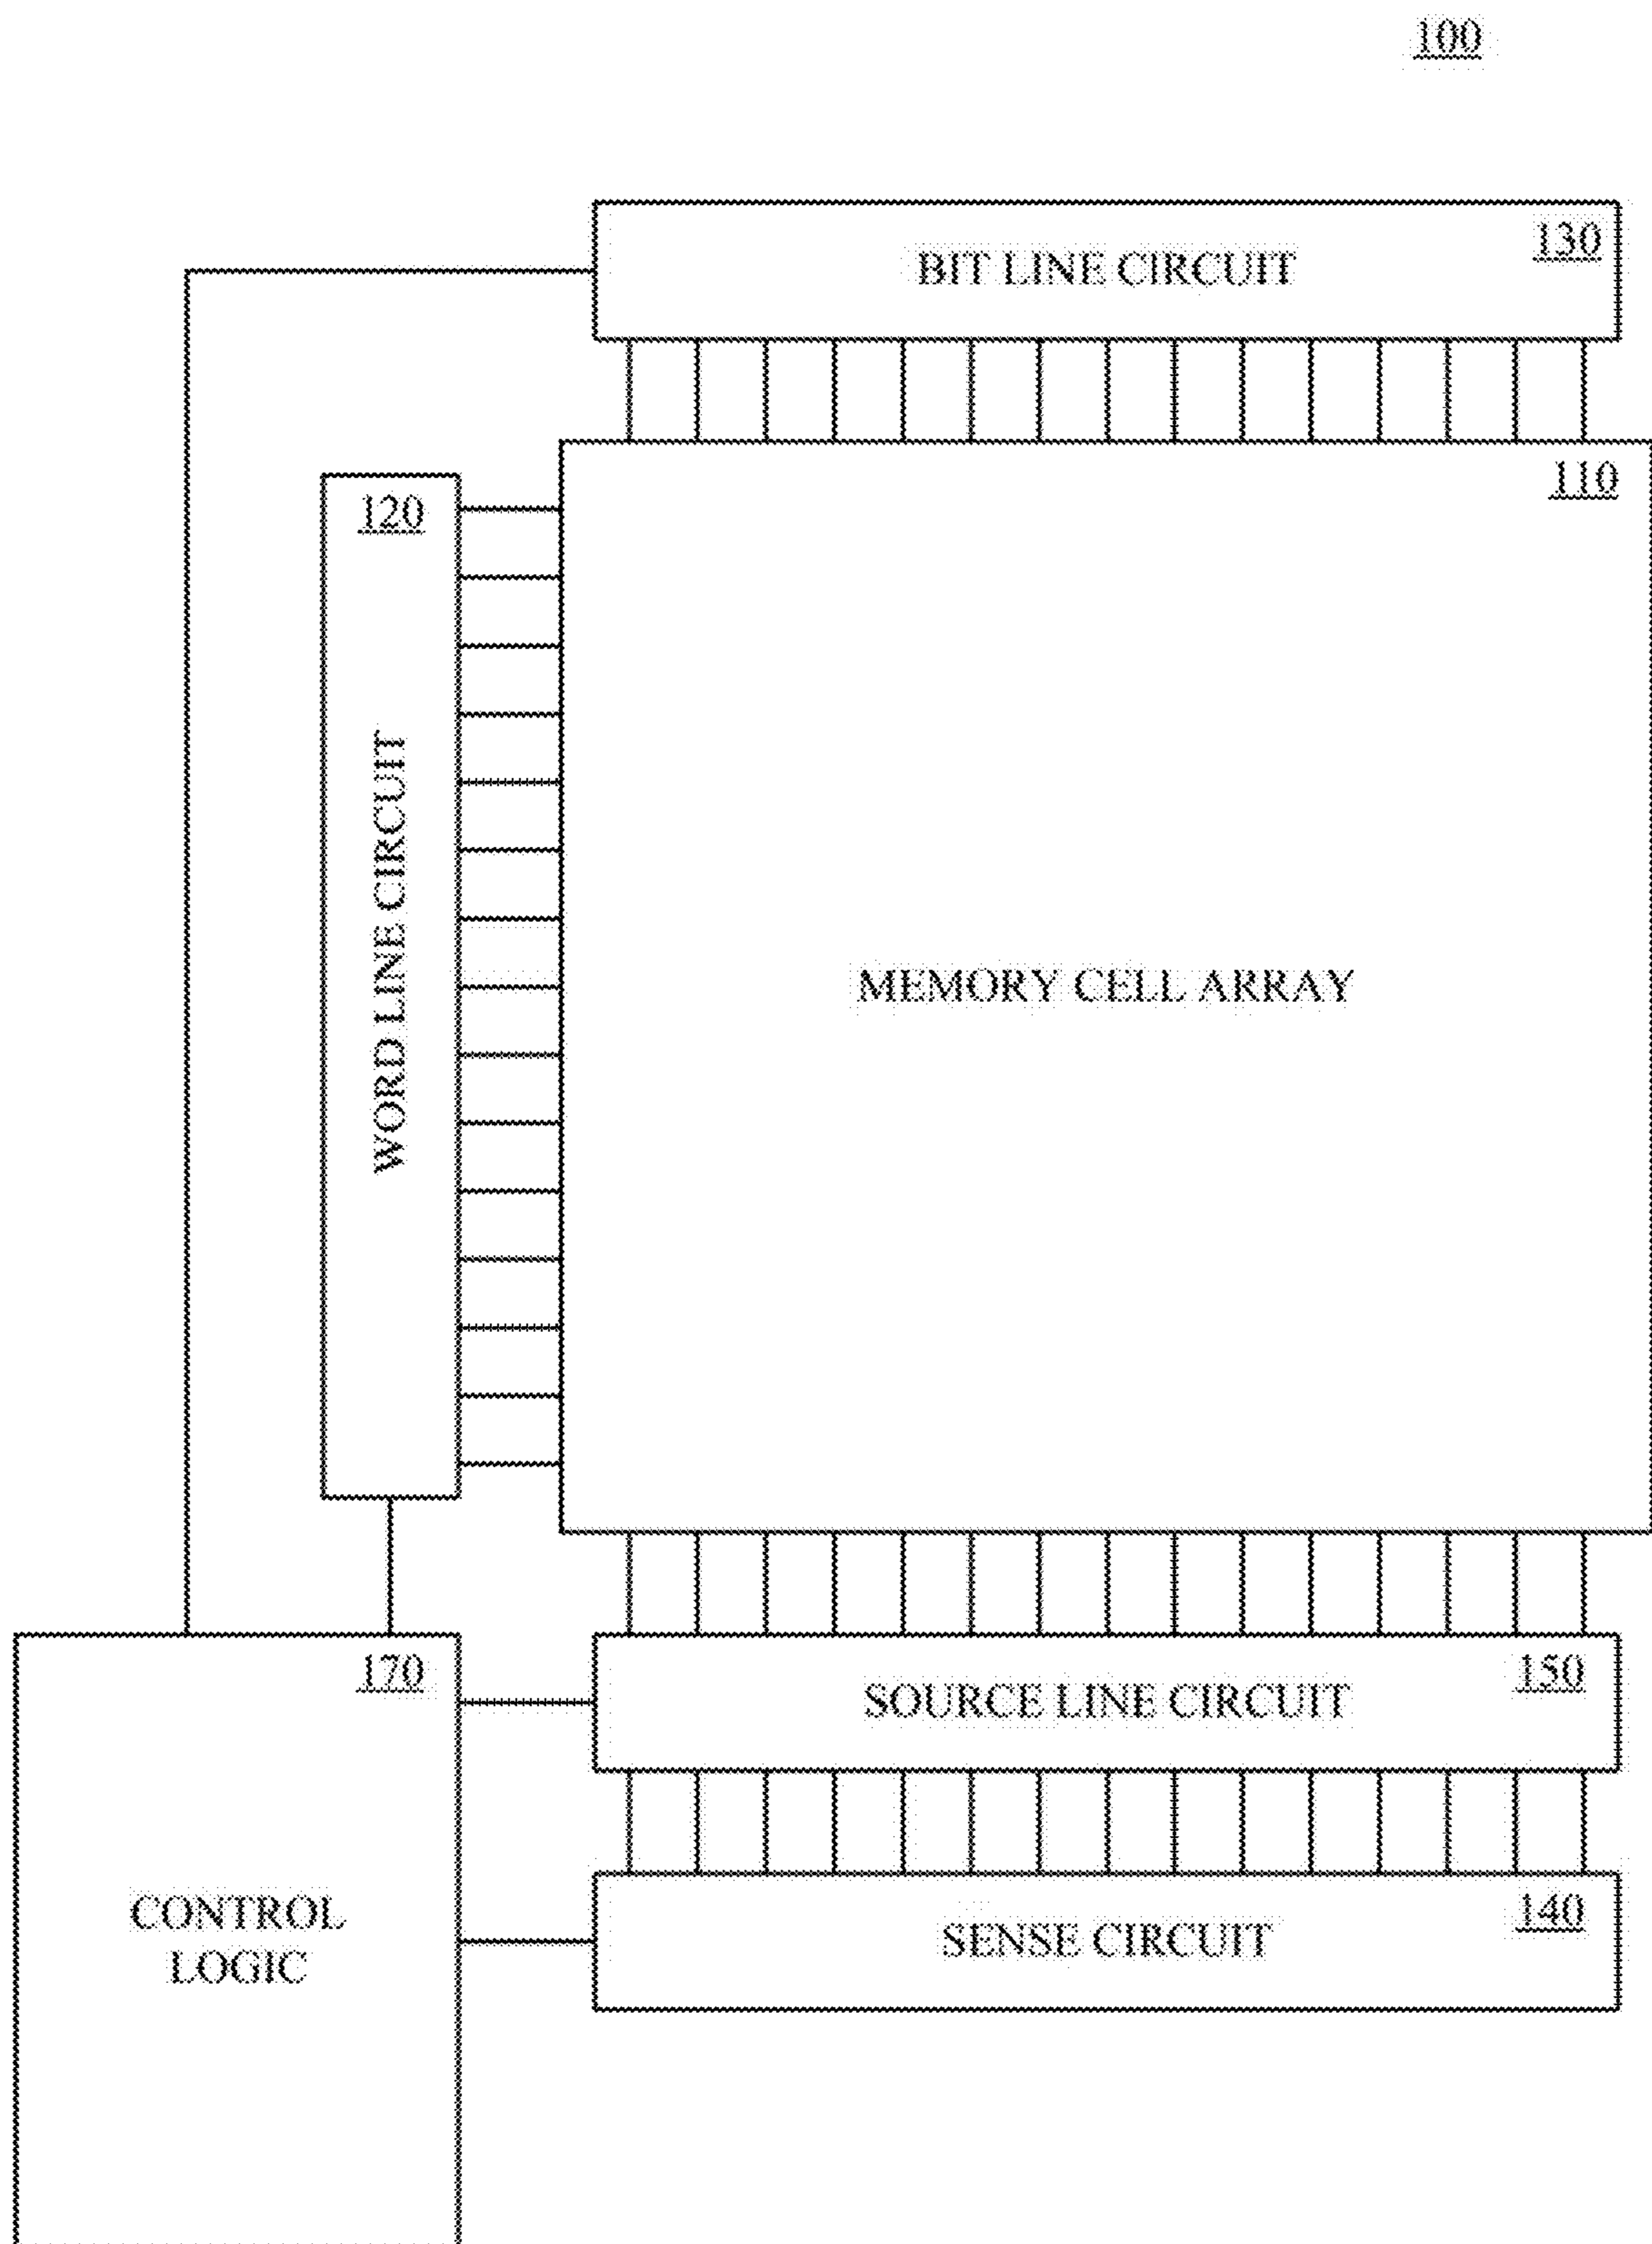 100
130
BIT LINE CIRCUIT
110
120
WORD LINE CIRCUIT
MEMORY CELL ARRAY
170
150
SOURCE LINE CIRCUIT
CONTROL
LOGIC
140
SENSE CIRCUIT